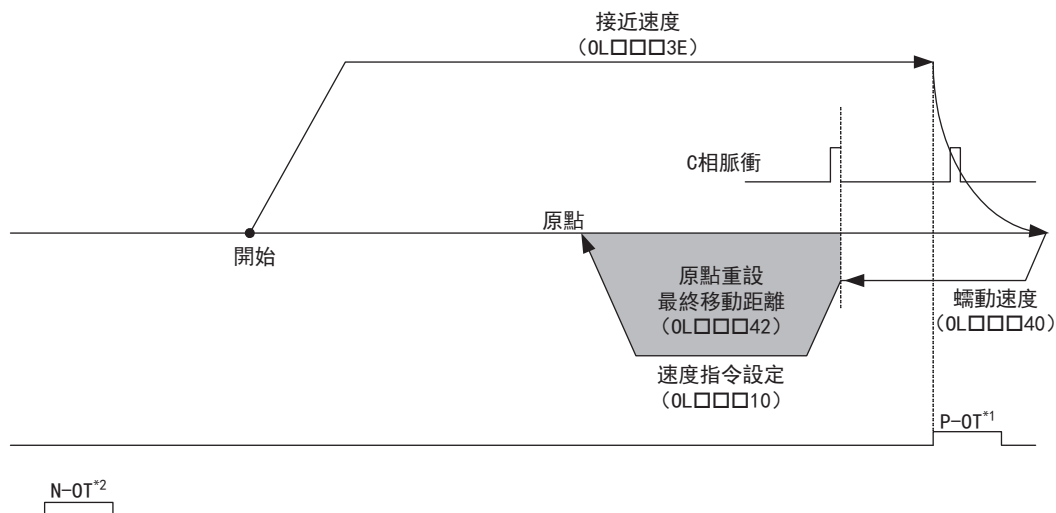 接近速度
（OL□□□3E）
C相脈衝
原點
開始
原點重設
最終移動距離
（OL□□□42）
蠕動速度
（OL□□□40）
速度指令設定
（OL□□□10）
P-OT*1
N-OT*2